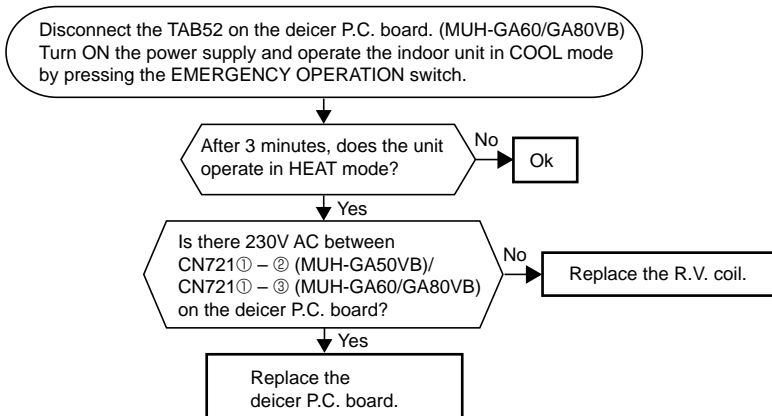 Disconnect the TAB52 on the deicer P.C. board. (MUH-GA60/GA80VB)
Turn ON the power supply and operate the indoor unit in COOL mode
by pressing the EMERGENCY OPERATION switch.
After 3 minutes, does the unit
operate in HEAT mode?
No
Ok
Yes
Is there 230V AC between
CN721① – ② (MUH-GA50VB)/
CN721① – ③ (MUH-GA60/GA80VB)
on the deicer P.C. board?
No
Replace the R.V. coil.
Yes
Replace the
deicer P.C. board.